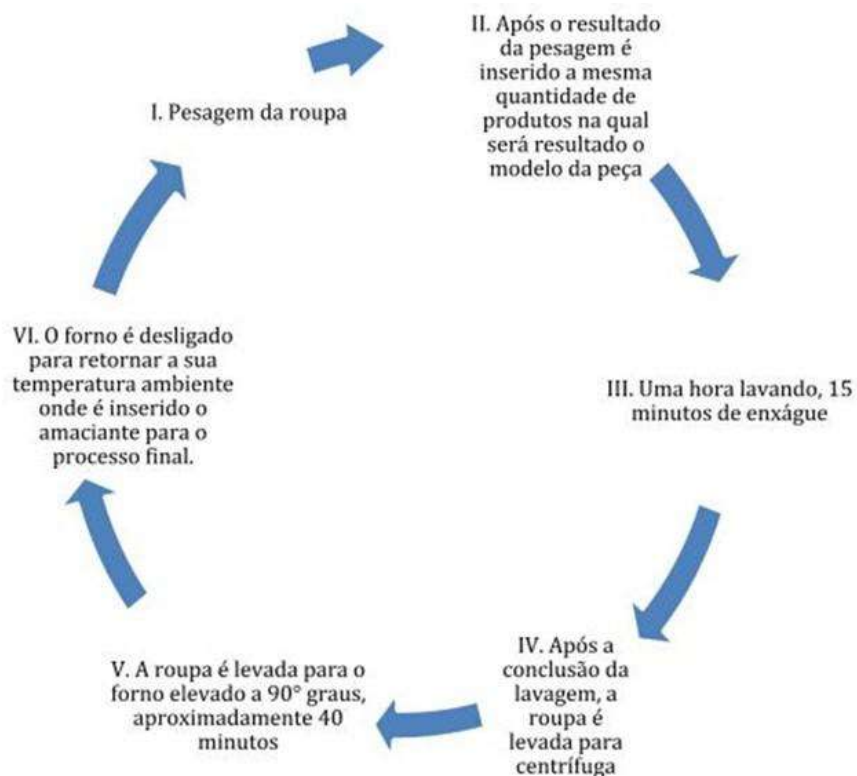 I. Pesagem da roupa
II. Após o resultado
da pesagem é
inserido a mesma
quantidade de
produtos na qual
será resultado o
modelo da peça
III. Uma hora lavando, 15
minutos de enxágue
IV. Após a
conclusão da
lavagem, a
roupa é
levada para
centrífuga
V. A roupa é levada para o
forno elevado a 90° graus,
aproximadamente 40
minutos
VI. O forno é desligado
para retornar a sua
temperatura ambiente
onde é inserido o
amaciante para o
processo final.